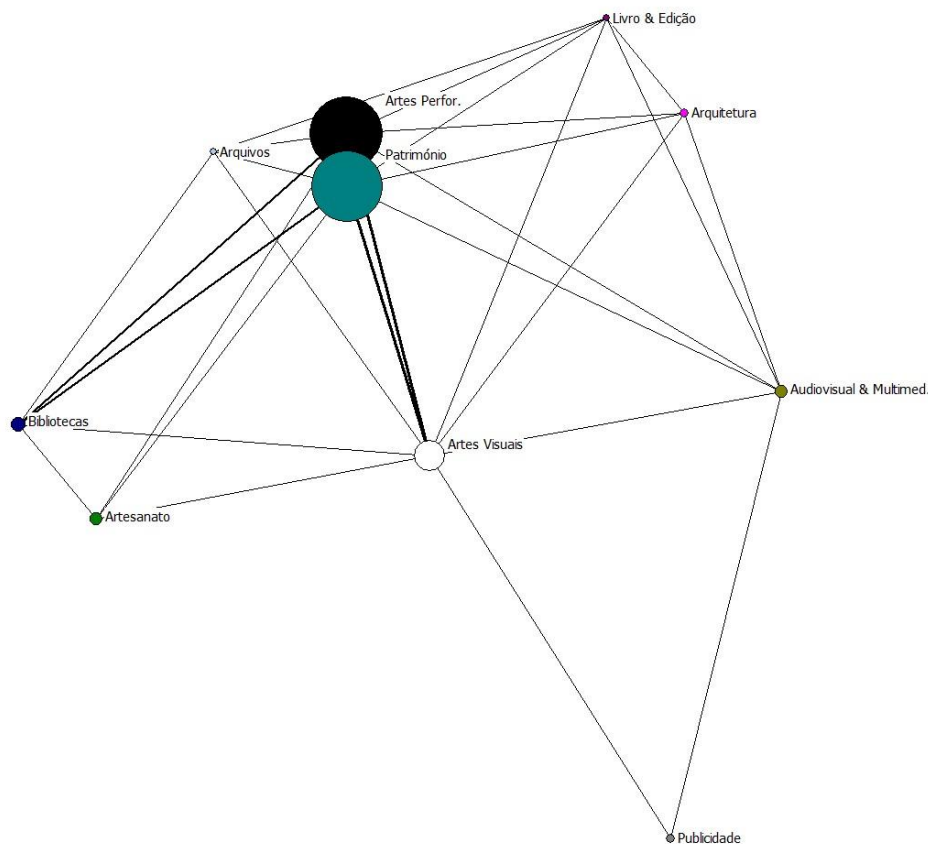 Livro & Edição
Artes Perfor.
Arquitetura
Arquivos
Património
Audiovisual & Multimed.
Bibliotecas
Artes Visuais
Artesanato
Publicidade